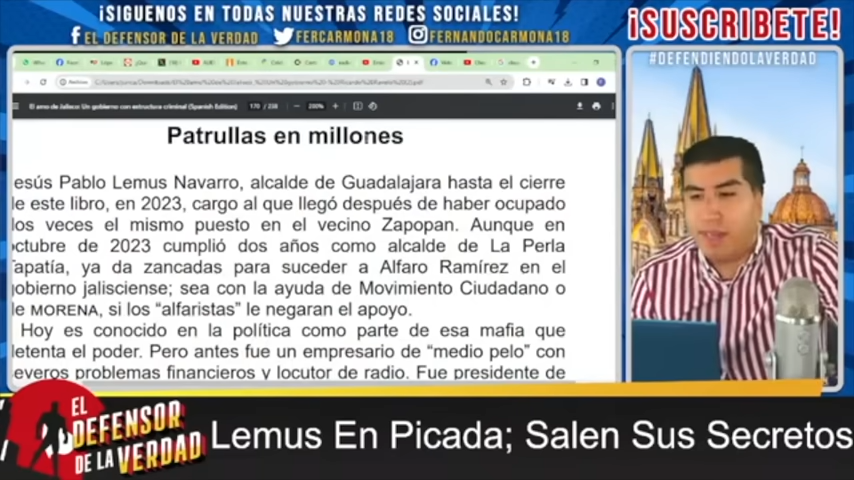 ¡SIGUENOS EN TODAS NUESTRAS REDES SOCIALES!
EL DEFENSOR DE LA VERDAD
FERCARMONA18
FERNANDOCARMONA18
¡SUSCRIBETE!
#DEFENDIENDOLAVERDAD
El amo de Jalisco: Un gobierno con estructura criminal (Spanish Edition)
200%
Patrullas en millones
esús Pablo Lemus Navarro, alcalde de Guadalajara hasta el cierre
le este libro, en 2023, cargo al que llegó después de haber ocupado
los veces el mismo puesto en el vecino Zapopan. Aunque en
octubre de 2023 cumplió dos años como alcalde de La Perla
Tapatía, ya da zancadas para suceder a Alfaro Ramírez en el
gobierno jalisciense; sea con la ayuda de Movimiento Ciudadano o
le MORENA, si los “alfaristas” le negaran el apoyo.
Hoy es conocido en la política como parte de esa mafia que
letenta el poder. Pero antes fue un empresario de “medio pelo” con
severos problemas financieros y locutor de radio. Fue presidente de
EL
DEFENSOR
DE LA VERDAD
Lemus En Picada; Salen Sus Secretos